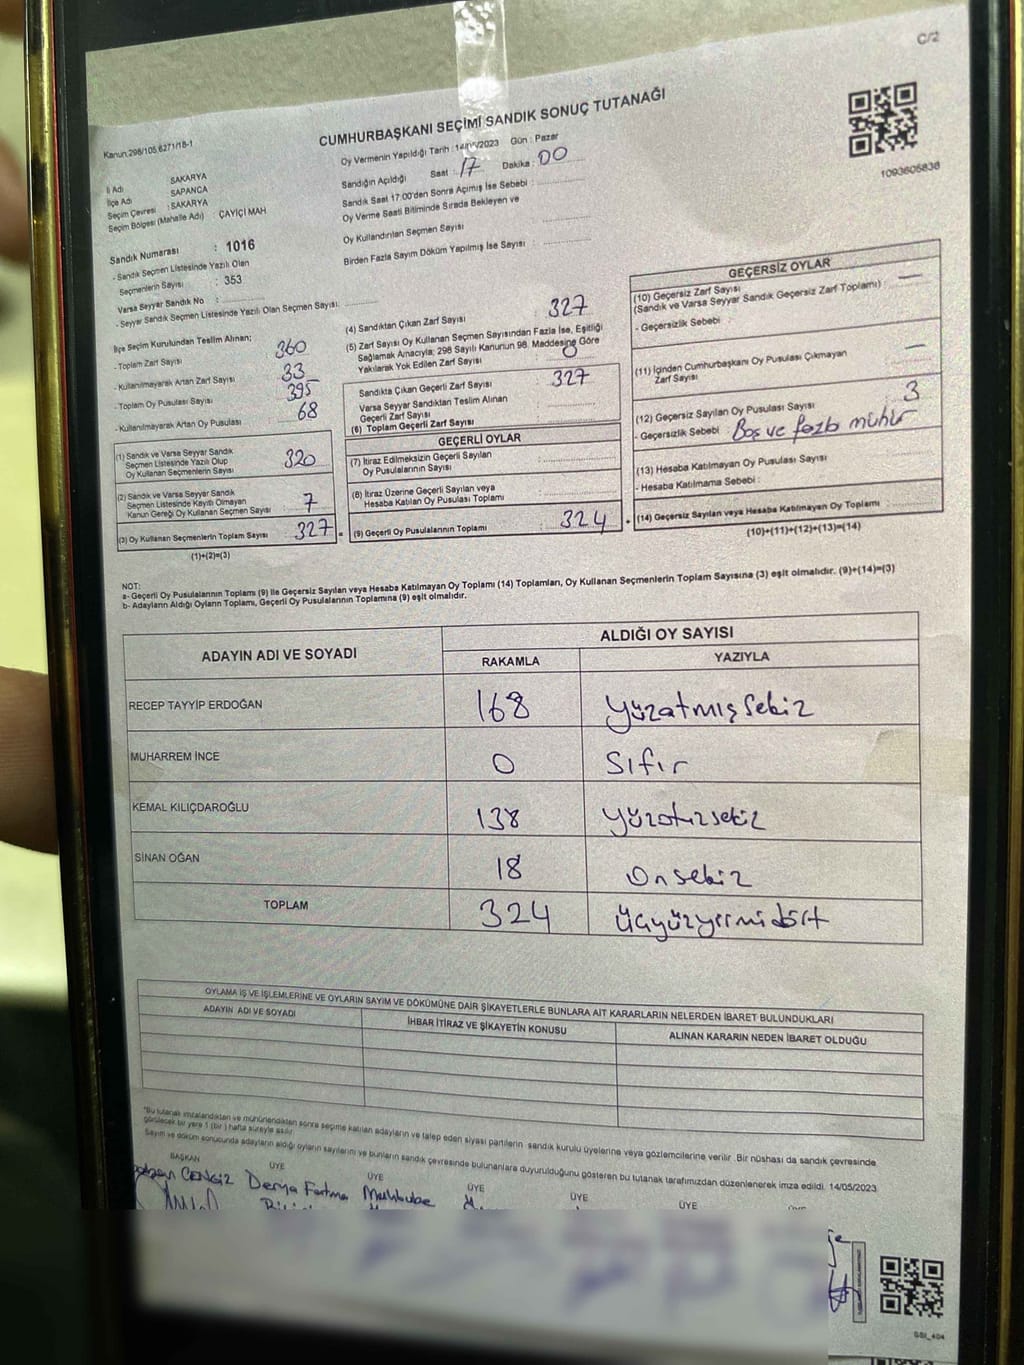 C/2
Kanun 298/105,6271/18-1
CUMHURBAŞKANI SEÇİMİ SANDIK SONUÇ TUTANAĞI
1093605836
İl Adı SAKARYA
İlçe Adı SAPANCA
Seçim Çevresi : SAKARYA
Seçim Bölgesi (Mahalle Adı) ÇAYİÇİ MAH
Sandık Numarası : 1016
- Sandık Seçmen Listesinde Yazılı Olan
Seçmenlerin Sayısı : 353
Varsa Seyyar Sandık No :
- Seyyar Sandık Seçmen Listesinde Yazılı Olan Seçmen Sayısı:
Oy Vermenin Yapıldığı Tarih : 14/05/2023 Gün : Pazar
Sandığın Açıldığı Saat : 17 Dakika : 00
Sandık Saat 17:00'den Sonra Açımış İse Sebebi :
Oy Verme Saati Bitiminde Sırada Bekleyen ve
Oy Kullandırılan Seçmen Sayısı
Birden Fazla Sayım Döküm Yapılmış İse Sayısı :
İlçe Seçim Kurulundan Teslim Alınan;
- Toplam Zarf Sayısı 360
- Kullanılmayarak Artan Zarf Sayısı 33
- Toplam Oy Pusulası Sayısı 395
- Kullanılmayarak Artan Oy Pusulası 68
(1) Sandık ve Varsa Seyyar Sandık
Seçmen Listesinde Yazılı Olup
Oy Kullanan Seçmenlerin Sayısı 320
(2) Sandık ve Varsa Seyyar Sandık
Seçmen Listesinde Kayıtlı Olmayan
Kanun Gereği Oy Kullanan Seçmen Sayısı : 7
(3) Oy Kullanan Seçmenlerin Toplam Sayısı 327 =
(1)+(2)=(3)
(4) Sandıktan Çıkan Zarf Sayısı : 327
(5) Zarf Sayısı Oy Kullanan Seçmen Sayısından Fazla İse, Eşitliği
Sağlamak Amacıyla; 298 Sayılı Kanunun 98. Maddesine Göre
Yakılarak Yok Edilen Zarf Sayısı : 0
Sandıkta Çıkan Geçerli Zarf Sayısı : 327
Varsa Seyyar Sandıktan Teslim Alınan
Geçerli Zarf Sayısı
(6) Toplam Geçerli Zarf Sayısı
GEÇERLİ OYLAR
(7) İtiraz Edilmeksizin Geçerli Sayılan
Oy Pusulalarının Sayısı
(8) İtiraz Üzerine Geçerli Sayılan veya
Hesaba Katılan Oy Pusulası Toplamı
(9) Geçerli Oy Pusulalarının Toplamı : 324 +
GEÇERSİZ OYLAR
(10) Geçersiz Zarf Sayısı —
(Sandık ve Varsa Seyyar Sandık Geçersiz Zarf Toplamı) :
- Geçersizlik Sebebi :
(11) İçinden Cumhurbaşkanı Oy Pusulası Çıkmayan
Zarf Sayısı : —
(12) Geçersiz Sayılan Oy Pusulası Sayısı : 3
- Geçersizlik Sebebi : Boş ve fazla mühür
(13) Hesaba Katılmayan Oy Pusulası Sayısı :
- Hesaba Katılmama Sebebi :
(14) Geçersiz Sayılan veya Hesaba Katılmayan Oy Toplamı :
(10)+(11)+(12)+(13)=(14)
NOT:
a- Geçerli Oy Pusulalarının Toplamı (9) İle Geçersiz Sayılan veya Hesaba Katılmayan Oy Toplamı (14) Toplamları, Oy Kullanan Seçmenlerin Toplam Sayısına (3) eşit olmalıdır. (9)+(14)=(3)
b- Adayların Aldığı Oyların Toplamı, Geçerli Oy Pusulalarının Toplamına (9) eşit olmalıdır.
ADAYIN ADI VE SOYADI ALDIĞI OY SAYISI
RAKAMLA YAZIYLA
RECEP TAYYİP ERDOĞAN 168 yüzatmışsekiz
MUHARREM İNCE 0 Sıfır
KEMAL KILIÇDAROĞLU 138 yüzotuzsekiz
SİNAN OĞAN 18 Onsekiz
TOPLAM 324 üçyüzyirmidört
OYLAMA İŞ VE İŞLEMLERİNE VE OYLARIN SAYIM VE DÖKÜMÜNE DAİR ŞİKAYETLERLE BUNLARA AİT KARARLARIN NELERDEN İBARET BULUNDUKLARI
ADAYIN ADI VE SOYADI İHBAR İTİRAZ VE ŞİKAYETİN KONUSU ALINAN KARARIN NEDEN İBARET OLDUĞU
*Bu tutanak imzalandıktan ve mühürlendikten sonra seçime katılan adayların ve talep eden siyasi partilerin sandık kurulu üyelerine veya gözlemcilerine verilir. Bir nüshası da sandık çevresinde
görülecek bir yere 1 (bir) hafta süreyle asılır.
Sayım ve döküm sonucunda adayların aldığı oyların sayılarını ve bunların sandık çevresinde bulunanlara duyurulduğunu gösteren bu tutanak tarafımızdan düzenlenerek imza edildi. 14/05/2023
BAŞKAN ÜYE ÜYE ÜYE ÜYE ÜYE
CENGİZ Derya Fatma Mahbube